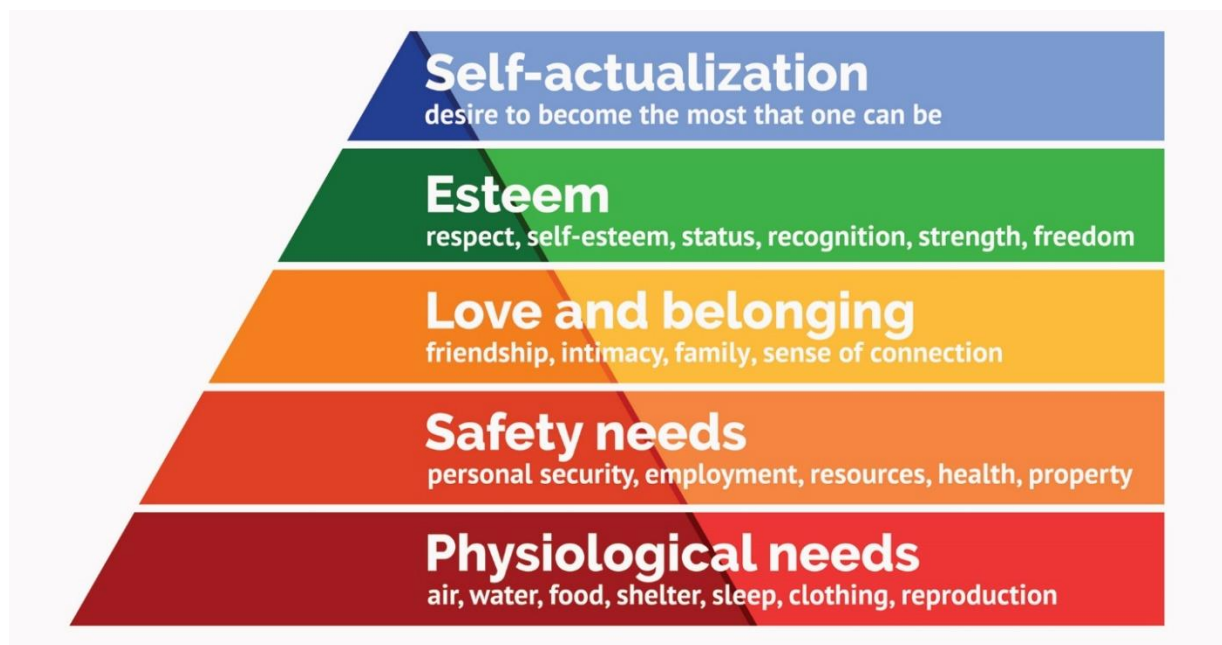 Self-actualization
desire to become the most that one can be
Esteem
respect, self-esteem, status, recognition, strength, freedom
Love and belonging
friendship, intimacy, family, sense of connection
Safety needs
personal security, employment, resources, health, property
Physiological needs
air, water, food, shelter, sleep, clothing, reproduction